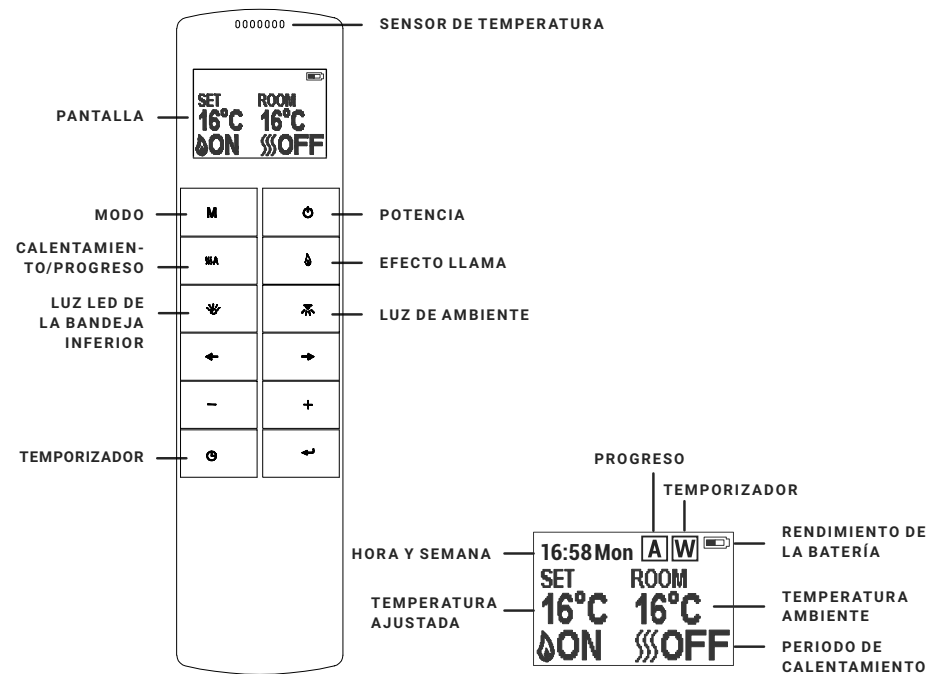 0000000
SENSOR DE TEMPERATURA
PANTALLA
SET ROOM
16°C 16°C
ON OFF
MODO
M
POTENCIA
CALENTAMIEN-
TO/PROGRESO
A
EFECTO LLAMA
LUZ LED DE
LA BANDEJA
INFERIOR
LUZ DE AMBIENTE
- +
TEMPORIZADOR
PROGRESO
TEMPORIZADOR
HORA Y SEMANA
16:58 Mon A W
RENDIMIENTO DE
LA BATERÍA
SET ROOM
TEMPERATURA
AJUSTADA
16°C 16°C
TEMPERATURA
AMBIENTE
ON OFF
PERIODO DE
CALENTAMIENTO